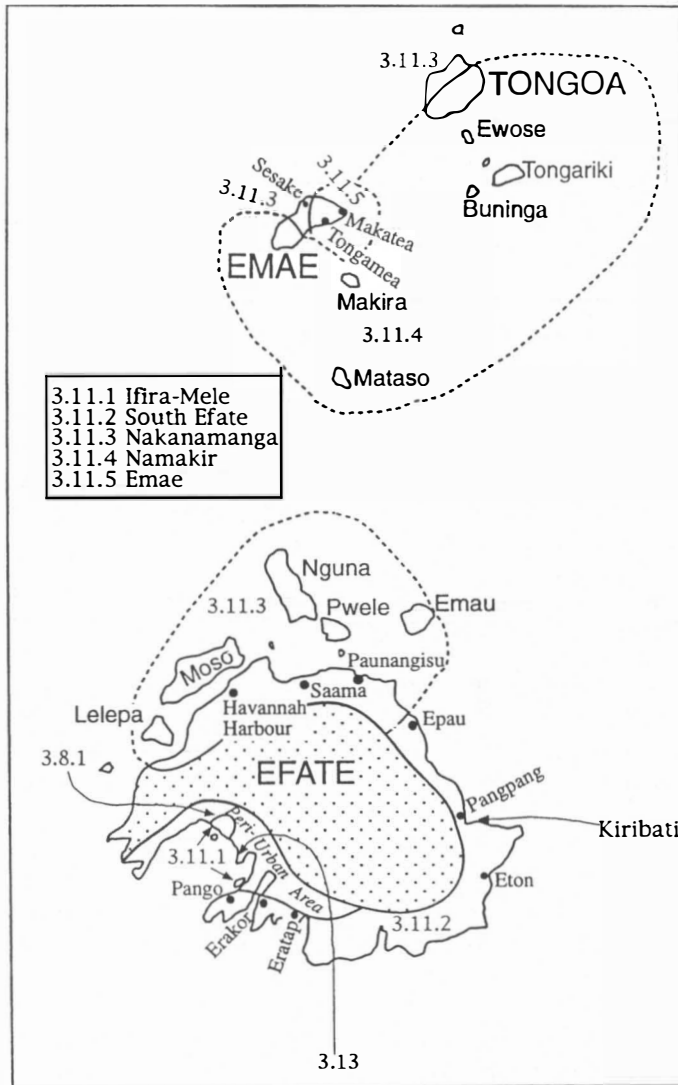 3.11.3
TONGOA
Ewose
Tongariki
Buninga
3.11.5
Sesake
3.11.3
Makatea
Tongamea
EMAE
Makira
3.11.4
Mataso
3.11.1 Ifira-Mele
3.11.2 South Efate
3.11.3 Nakanamanga
3.11.4 Namakir
3.11.5 Emae
Nguna
3.11.3
Pwele
Emau
Moso
Paunangisu
Saama
Lelepa
Havannah
Harbour
Epau
3.8.1
EFATE
Pangpang
Kiribati
Peri-Urban Area
3.11.1
Eton
Pango
3.11.2
Erakor
Eratap
3.13